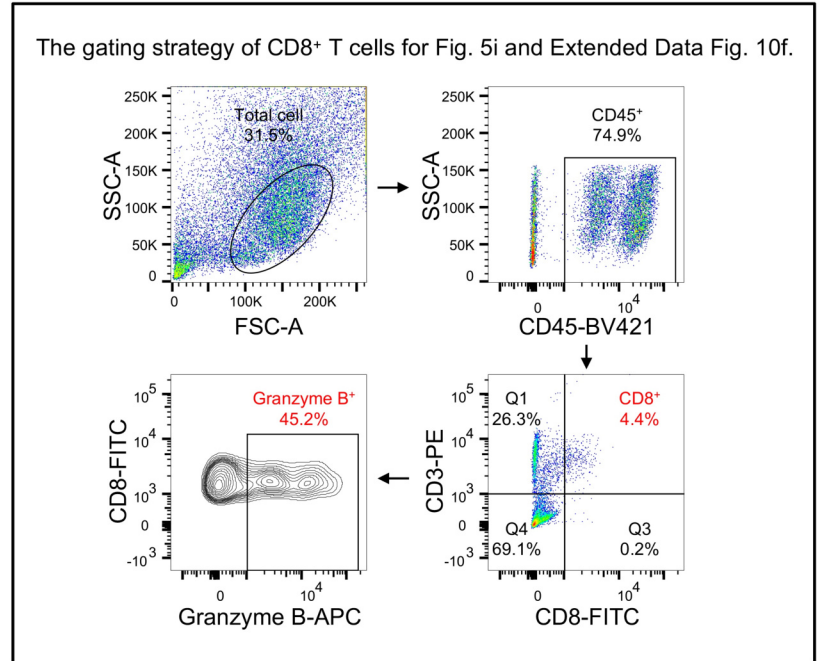 The gating strategy of CD8⁺ T cells for Fig. 5i and Extended Data Fig. 10f.
250K
200K
150K
100K
50K
0
SSC-A
Total cell
31.5%
0
100K
200K
FSC-A
250K
200K
150K
100K
50K
0
SSC-A
CD45⁺
74.9%
0
10⁴
CD45-BV421
10⁵
10⁴
10³
0
-10³
CD8-FITC
Granzyme B⁺
45.2%
0
10⁴
Granzyme B-APC
10⁵
10⁴
10³
0
-10³
CD3-PE
Q1
26.3%
CD8⁺
4.4%
Q4
69.1%
Q3
0.2%
0
10⁴
CD8-FITC